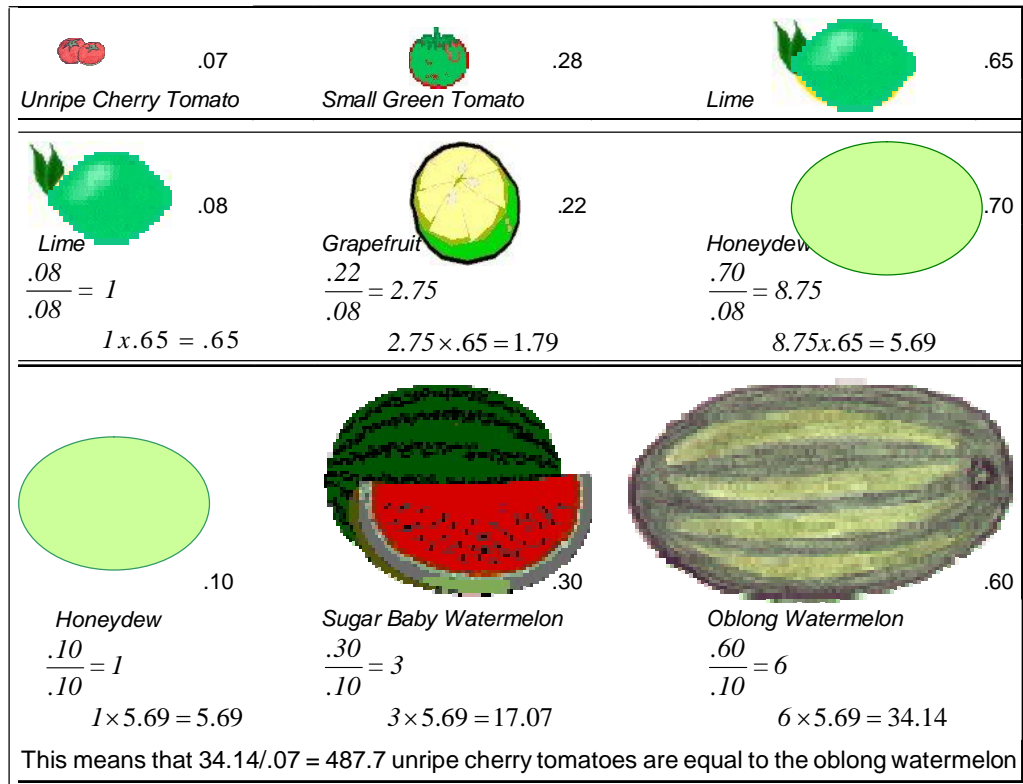 .07 .28 .65
Unripe Cherry Tomato Small Green Tomato Lime
.08 .22 .70
Lime Grapefruit Honeydew
.08/.08 = 1 .22/.08 = 2.75 .70/.08 = 8.75
1x.65 = .65 2.75×.65 = 1.79 8.75x.65 = 5.69
.10 .30 .60
Honeydew Sugar Baby Watermelon Oblong Watermelon
.10/.10 = 1 .30/.10 = 3 .60/.10 = 6
1×5.69 = 5.69 3×5.69 = 17.07 6×5.69 = 34.14
This means that 34.14/.07 = 487.7 unripe cherry tomatoes are equal to the oblong watermelon